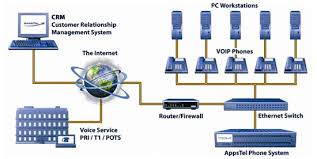 PC Workstations
CRM
Customer Relationship
Management System
VOIP Phones
The Internet
Voice Service
PRI / T1 / POTS
Router/Firewall
Ethernet Switch
AppsTel Phone System